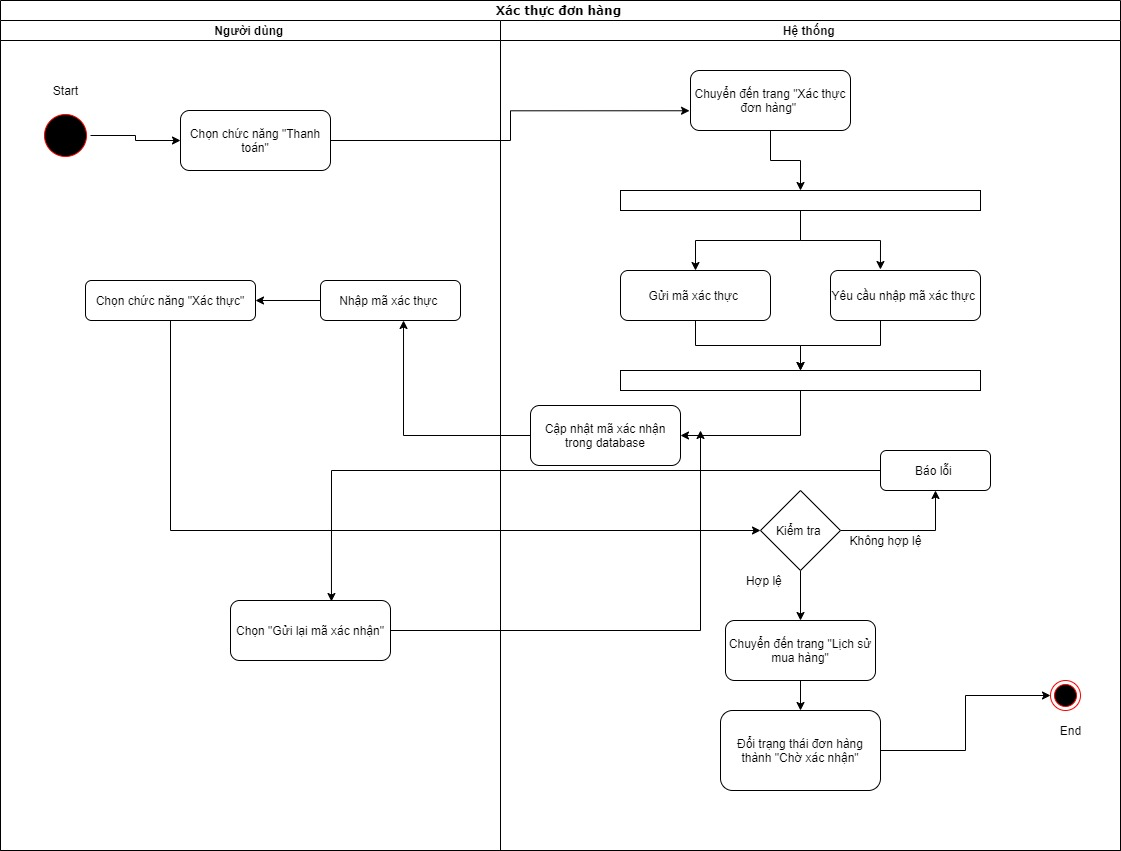 Xác thực đơn hàng
Người dùng
Hệ thống
Start
Chọn chức năng "Thanh
toán"
Chuyển đến trang "Xác thực
đơn hàng"
Gửi mã xác thực
Yêu cầu nhập mã xác thực
Chọn chức năng "Xác thực"
Nhập mã xác thực
Cập nhật mã xác nhận
trong database
Báo lỗi
Kiểm tra
Không hợp lệ
Hợp lệ
Chọn "Gửi lại mã xác nhận"
Chuyển đến trang "Lịch sử
mua hàng"
Đổi trạng thái đơn hàng
thành "Chờ xác nhận"
End